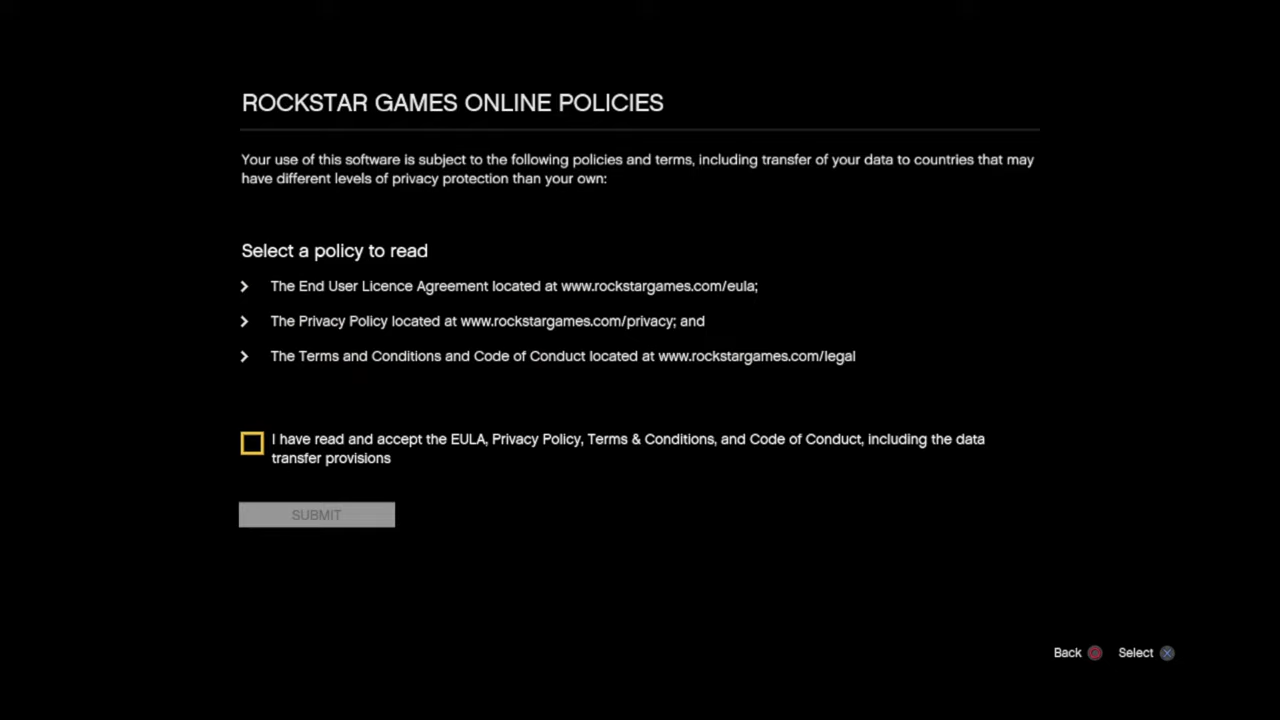 ROCKSTAR GAMES ONLINE POLICIES
Your use of this software is subject to the following policies and terms, including transfer of your data to countries that may
have different levels of privacy protection than your own:
Select a policy to read
The End User Licence Agreement located at www.rockstargames.com/eula;
The Privacy Policy located at www.rockstargames.com/privacy; and
The Terms and Conditions and Code of Conduct located at www.rockstargames.com/legal
I have read and accept the EULA, Privacy Policy, Terms & Conditions, and Code of Conduct, including the data
transfer provisions
SUBMIT
Back Select